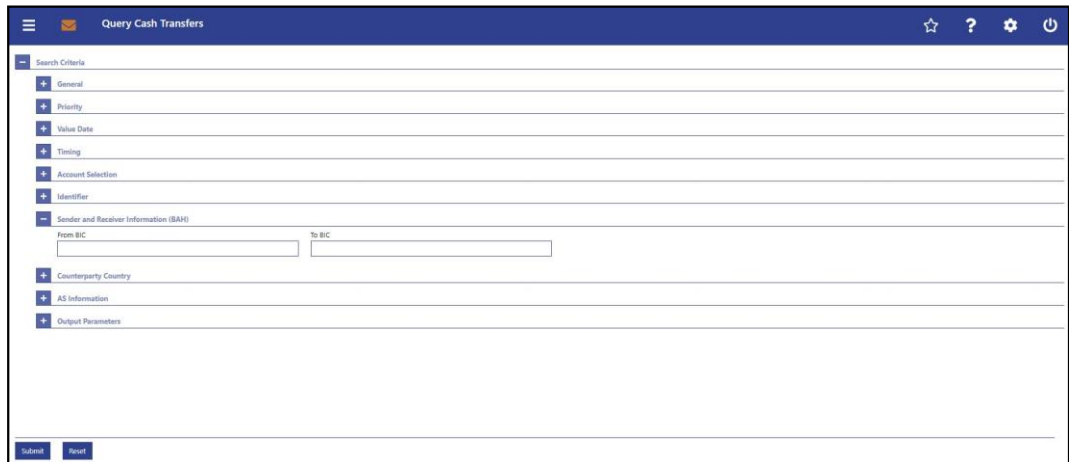 Query Cash Transfers
Search Criteria
General
Priority
Value Date
Timing
Account Selection
Identifier
Sender and Receiver Information (BAH)
From BIC To BIC
Counterparty Country
AS Information
Output Parameters
Submit Reset